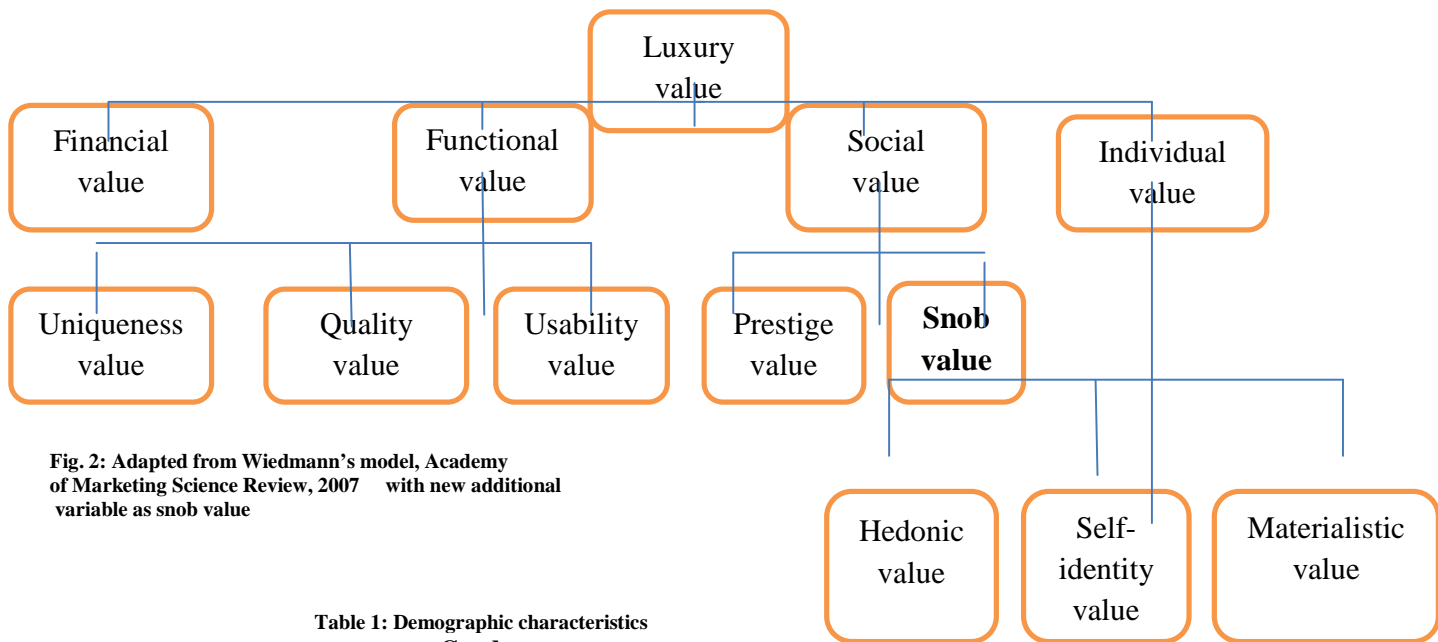 Luxury
value
Financial
value
Functional
value
Social
value
Individual
value
Uniqueness
value
Quality
value
Usability
value
Prestige
value
Snob
value
Fig. 2: Adapted from Wiedmann’s model, Academy
of Marketing Science Review, 2007 with new additional
variable as snob value
Hedonic
value
Self-
identity
value
Materialistic
value
Table 1: Demographic characteristics